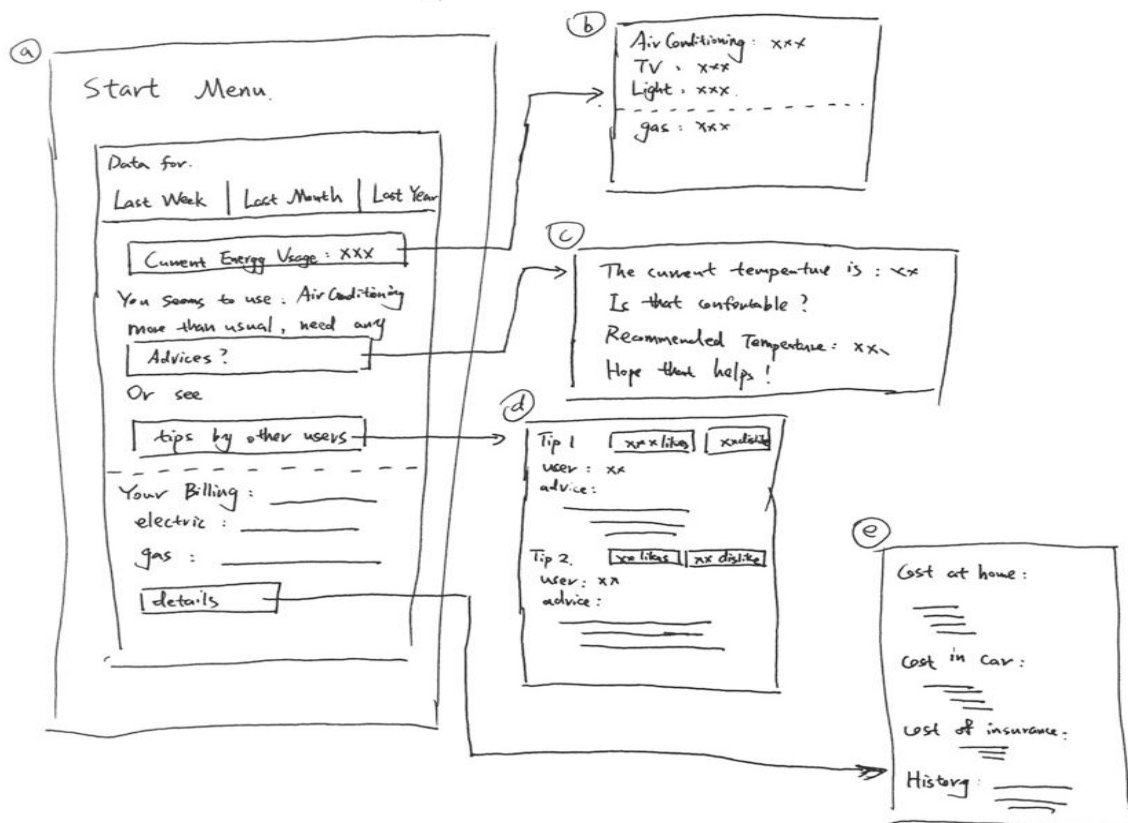 a
Start Menu.
Data for.
Last Week | Last Month | Last Year
Current Energy Usage : xxx
You seems to use : Air Conditioning
more than usual, need any
Advices ?
Or see
tips by other users
Your Billing :
electric :
gas :
details
b
Air Conditioning : xxx
TV : xxx
Light : xxx
gas : xxx
c
The current temperature is : xx
Is that confortable ?
Recommended Temperature : xxx
Hope that helps !
d
Tip 1 xxx likes xx dislike
user : xx
advice :
Tip 2. xx likes xx dislike
user : xx
advice :
e
Cost at home :
Cost in car :
cost of insurance :
History :